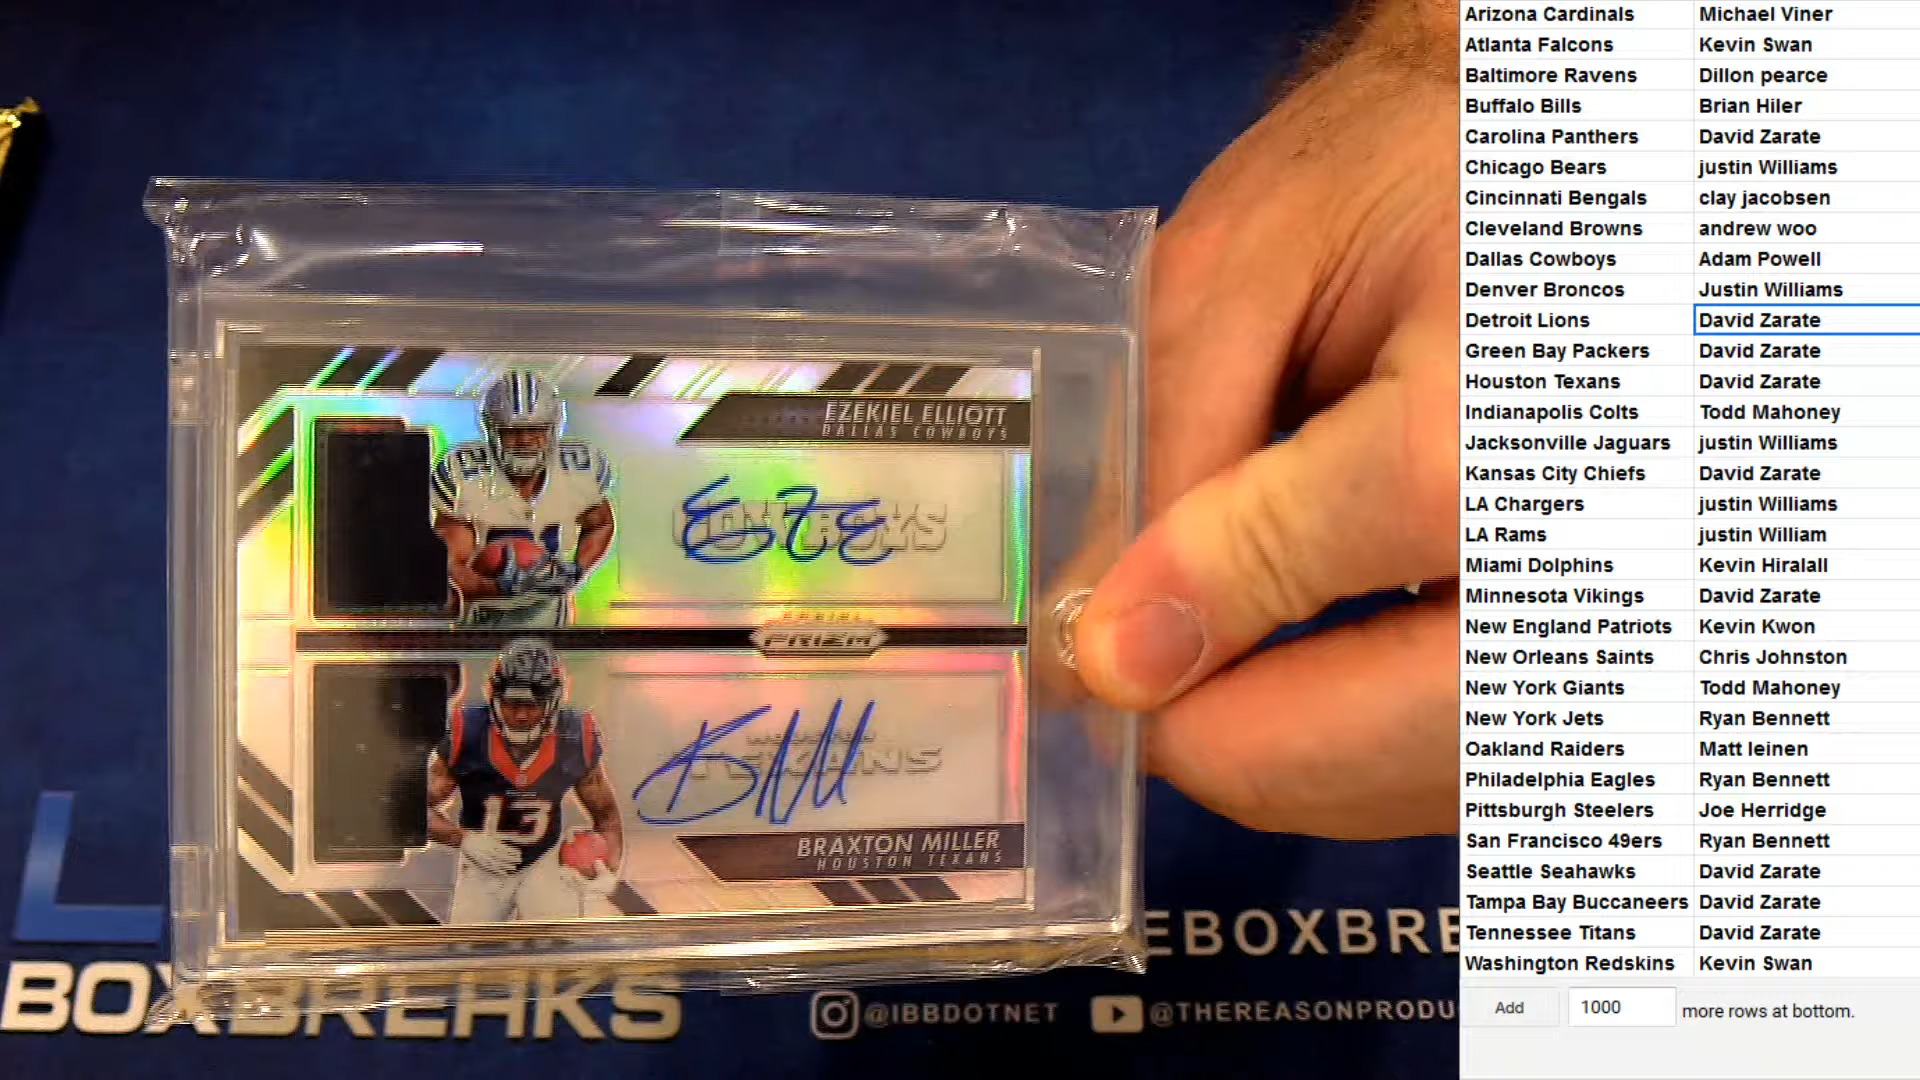 EZEKIEL ELLIOTT
DALLAS COWBOYS
COWBOYS
PANINI
PRIZM
HOUSTON
TEXANS
13
BRAXTON MILLER
HOUSTON TEXANS
BOXBREAKS
EBOXBRE
@IBBDOTNET
@THEREASONPRODU
Arizona Cardinals Michael Viner
Atlanta Falcons Kevin Swan
Baltimore Ravens Dillon pearce
Buffalo Bills Brian Hiler
Carolina Panthers David Zarate
Chicago Bears justin Williams
Cincinnati Bengals clay jacobsen
Cleveland Browns andrew woo
Dallas Cowboys Adam Powell
Denver Broncos Justin Williams
Detroit Lions David Zarate
Green Bay Packers David Zarate
Houston Texans David Zarate
Indianapolis Colts Todd Mahoney
Jacksonville Jaguars justin Williams
Kansas City Chiefs David Zarate
LA Chargers justin Williams
LA Rams justin William
Miami Dolphins Kevin Hiralall
Minnesota Vikings David Zarate
New England Patriots Kevin Kwon
New Orleans Saints Chris Johnston
New York Giants Todd Mahoney
New York Jets Ryan Bennett
Oakland Raiders Matt leinen
Philadelphia Eagles Ryan Bennett
Pittsburgh Steelers Joe Herridge
San Francisco 49ers Ryan Bennett
Seattle Seahawks David Zarate
Tampa Bay Buccaneers David Zarate
Tennessee Titans David Zarate
Washington Redskins Kevin Swan
Add 1000 more rows at bottom.